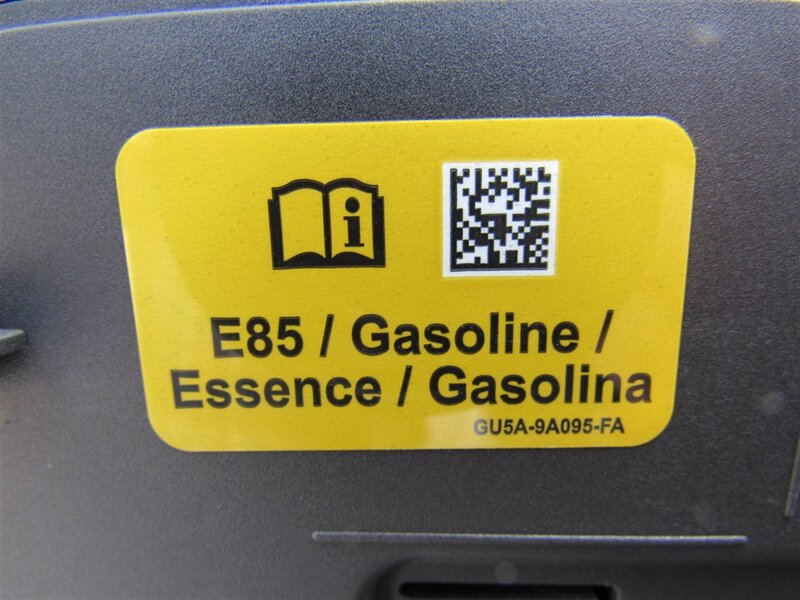 E85 / Gasoline /
Essence / Gasolina
GU5A-9A095-FA